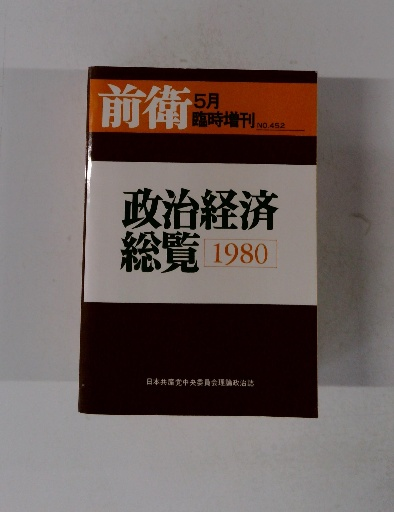 前衛 5月
臨時増刊 NO.452
政治経済
総覧 1980
日本共産党中央委員会理論政治誌